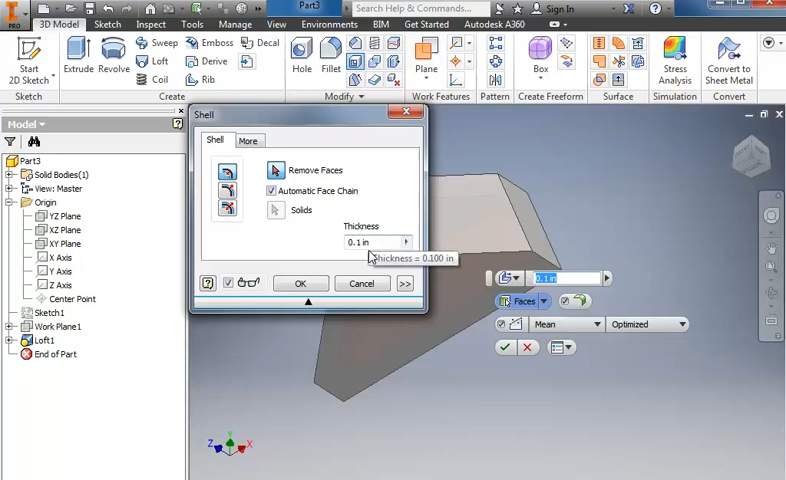 Part3
Search Help & Commands...
Sign In
PRO
3D Model
Sketch
Inspect
Tools
Manage
View
Environments
BIM
Get Started
Autodesk A360
Start
2D Sketch
Extrude
Revolve
Sweep
Loft
Coil
Emboss
Derive
Rib
Decal
Hole
Fillet
Plane
Box
Stress
Analysis
Convert to
Sheet Metal
Sketch
Create
Modify
Work Features
Pattern
Create Freeform
Surface
Simulation
Convert
Model
Part3
Solid Bodies(1)
View: Master
Origin
YZ Plane
XZ Plane
XY Plane
X Axis
Y Axis
Z Axis
Center Point
Sketch1
Work Plane1
Loft1
End of Part
Shell
Shell
More
Remove Faces
Automatic Face Chain
Solids
Thickness
0.1 in
Thickness = 0.100 in
OK
Cancel
>>
0.1 in
Faces
Mean
Optimized
Z
Y
X